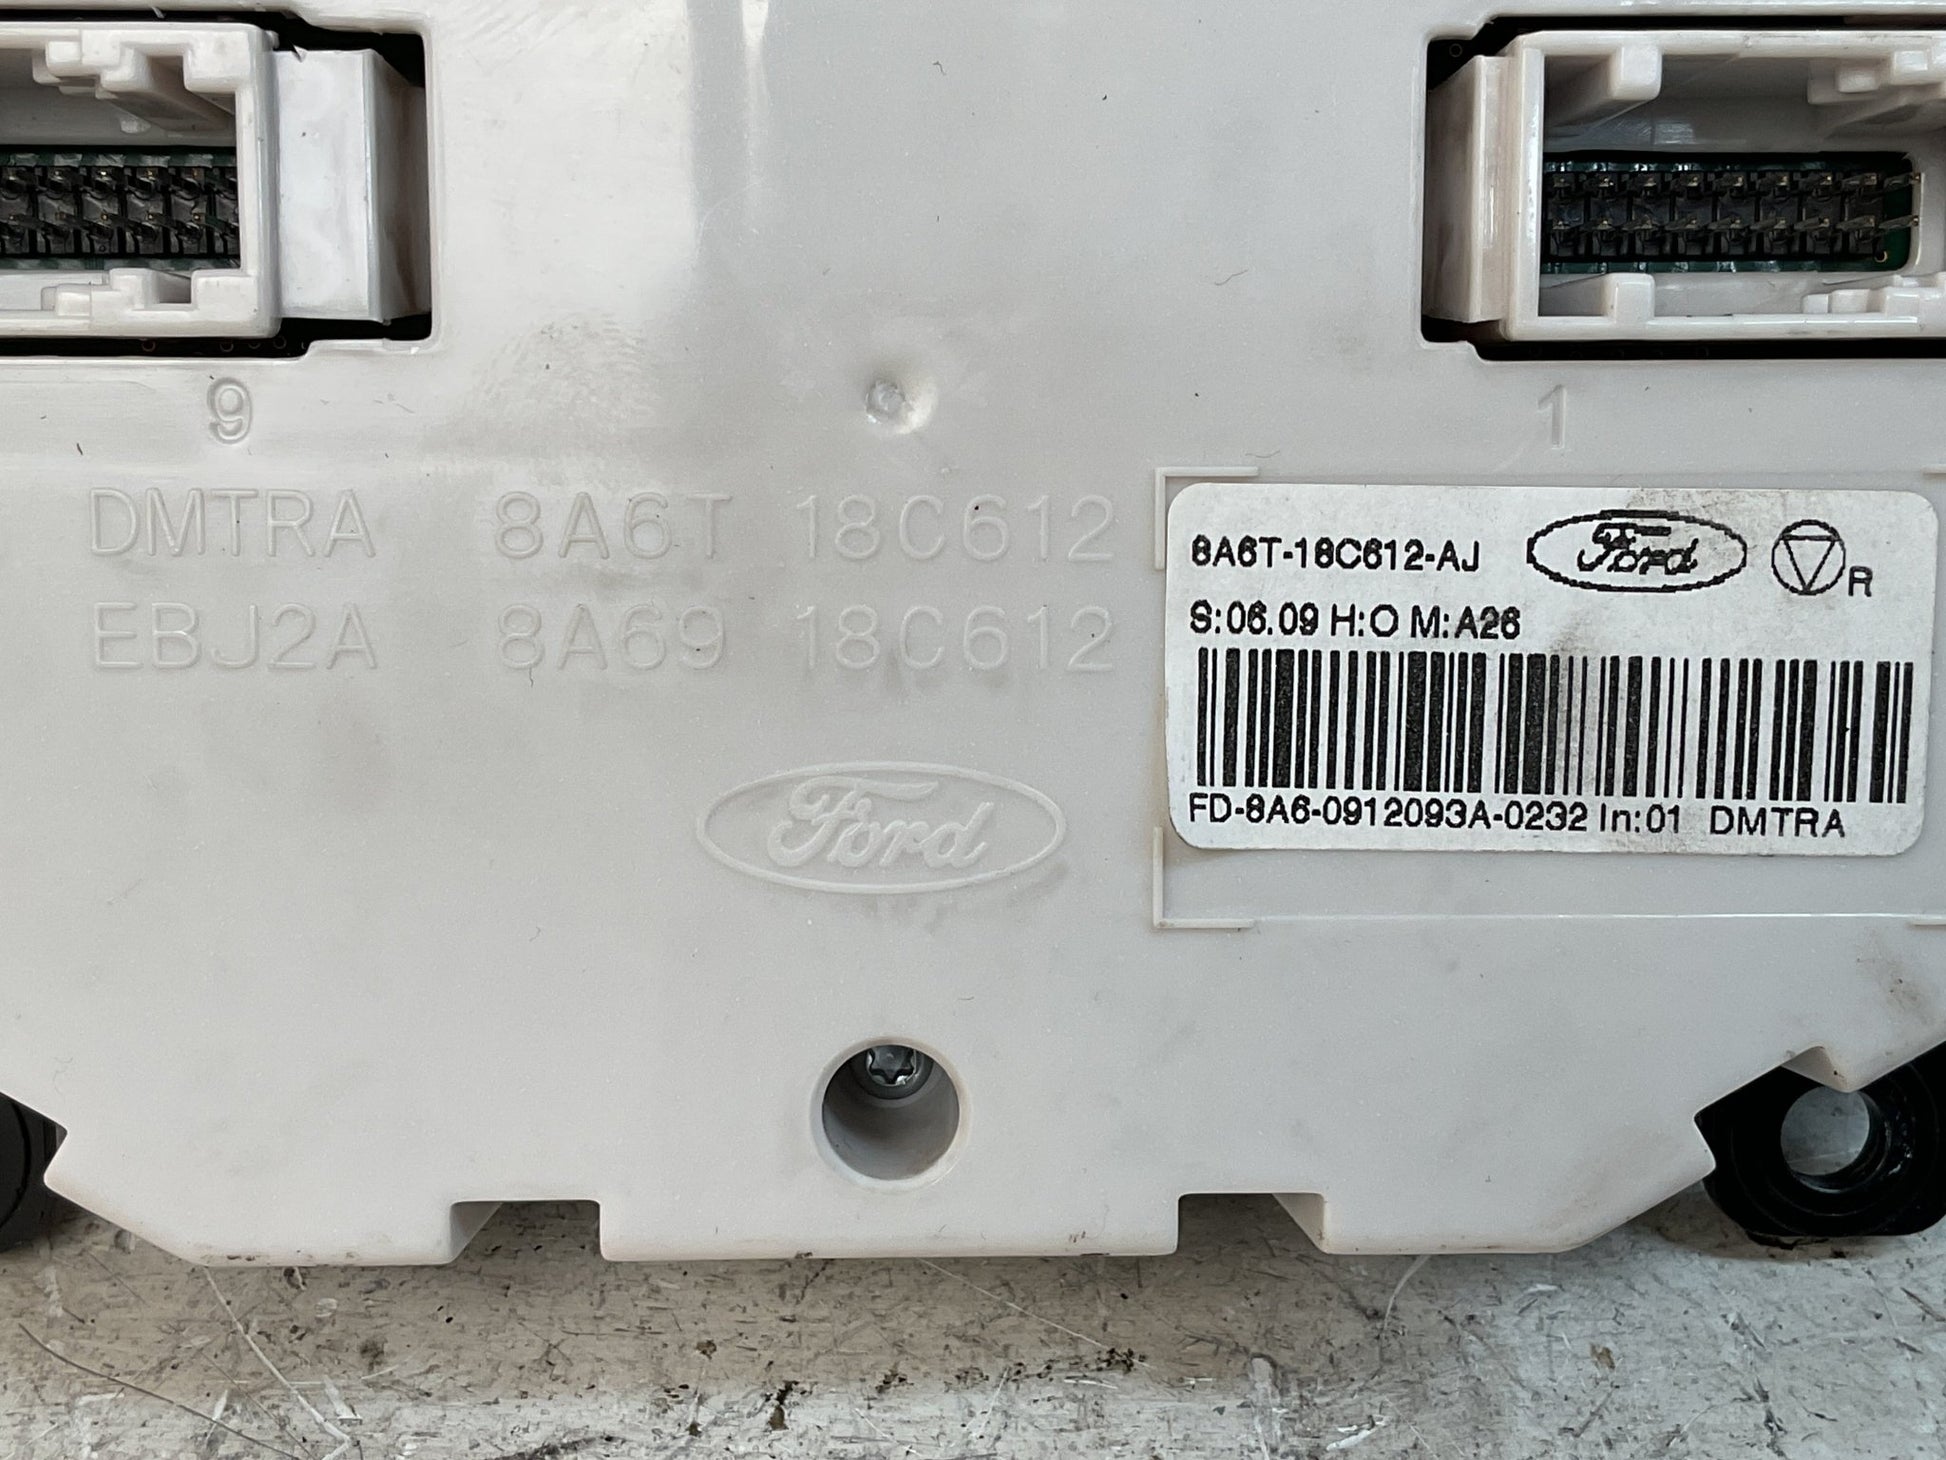 9
1
DMTRA 8A6T 18C612
EBJ2A 8A69 18C612
Ford
8A6T-18C612-AJ Ford R
S:06.09 H:O M:A26
FD-8A6-0912093A-0232 In:01 DMTRA